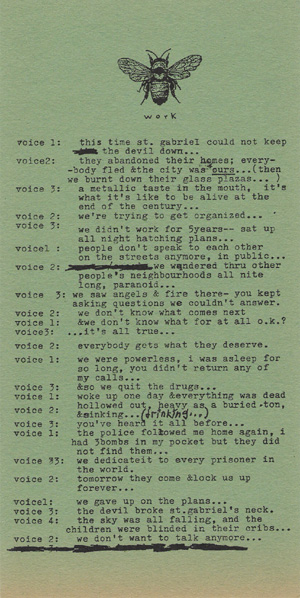 work
voice 1: this time st. gabriel could not keep
the devil down...
voice2: they abandoned their homes; every-
-body fled &the city was ours...(then
we burnt down their glass plazas... )
voice 3: a metallic taste in the mouth, it's
what it's like to be alive at the
end of the century...
voice 2: we're trying to get organized...
voice 3: we didn't work for 5years-- sat up
all night hatching plans...
voice1 : people don't speak to each other
on the streets anymore, in public...
voice 2: we wandered thru other
people's neighburhoods all nite
long, paranoid...
voice 3: we saw angels & fire there- you kept
asking questions we couldn't answer.
voice 2: we don't know what comes next
voice 1: &we don't know what for at all o.k.?
voice3: ...it's all true...
voice 2: everybody gets what they deserve.
voice 1: we were powerless, i was asleep for
so long, you didn't return any of
my calls...
voice 3: &so we quit the drugs...
voice 1: woke up one day &everything was dead
voice 2: hollowed out, heavy as a buried ton,
&sinking...(drinking...)
voice 3: you've heard it all before...
voice 1: the police followed me home again, i
had 3bombs in my pocket but they did
not find them...
voice 33: we dedicateit to every prisoner in
the world.
voice 2: tomorrow they come &lock us up
forever...
voice1: we gave up on the plans...
voice 3: the devil broke st.gabriel's neck.
voice 4: the sky was all falling, and the
children were blinded in their cribs...
voice 2: we don't want to talk anymore...